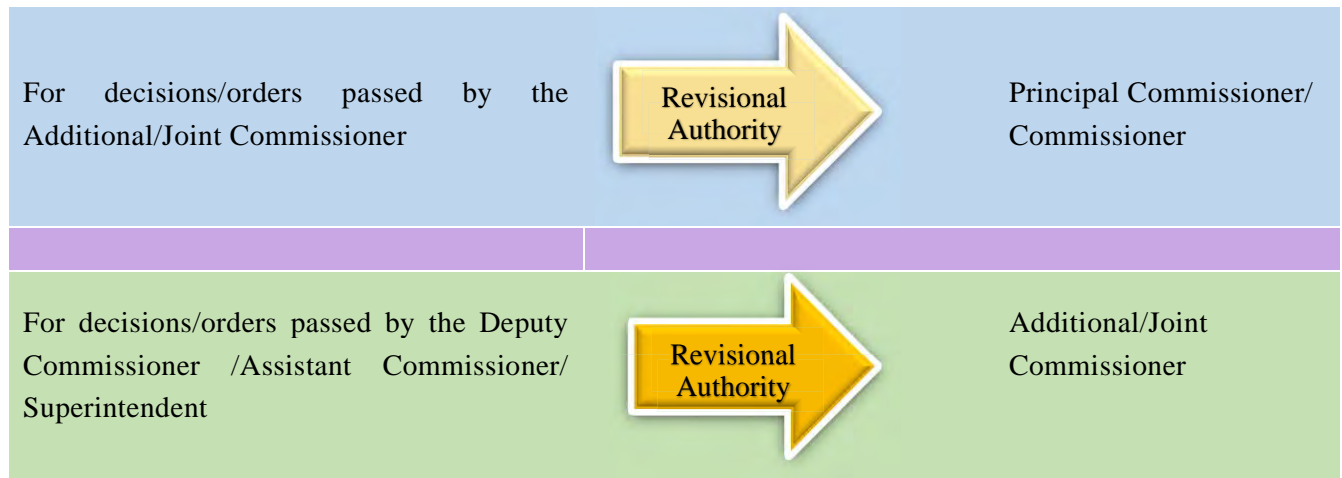 For decisions/orders passed by the
Additional/Joint Commissioner
Revisional
Authority
Principal Commissioner/
Commissioner
For decisions/orders passed by the Deputy
Commissioner /Assistant Commissioner/
Superintendent
Revisional
Authority
Additional/Joint
Commissioner